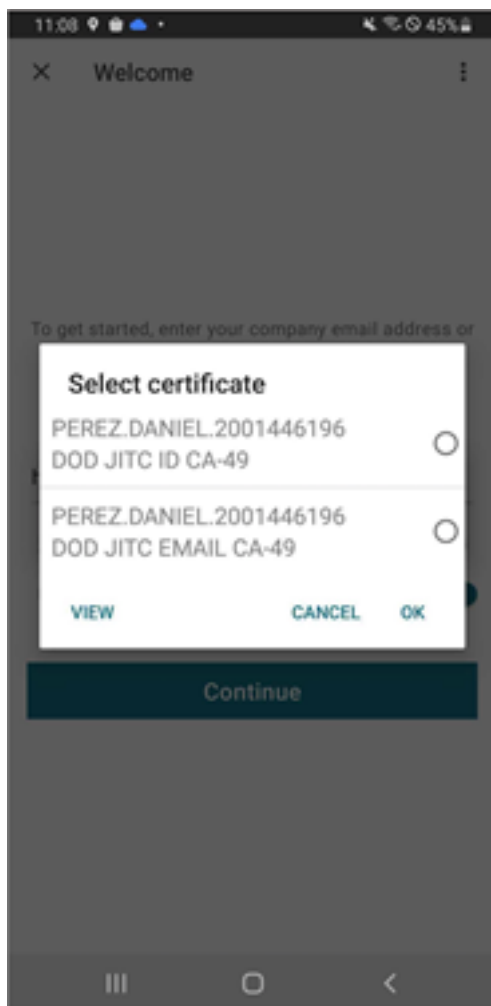 11:08
45%
Welcome
To get started, enter your company email address or
Select certificate
PEREZ.DANIEL.2001446196
DOD JITC ID CA-49
PEREZ.DANIEL.2001446196
DOD JITC EMAIL CA-49
VIEW CANCEL OK
Continue